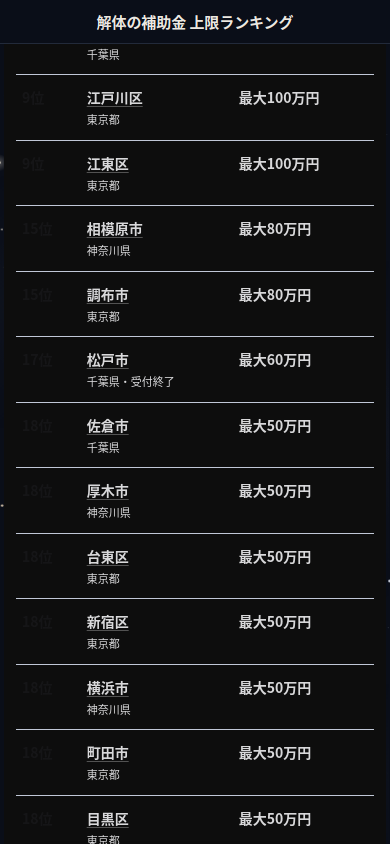 解体の補助金 上限ランキング
千葉県
9位 江戸川区 最大100万円
東京都
9位 江東区 最大100万円
東京都
15位 相模原市 最大80万円
神奈川県
15位 調布市 最大80万円
東京都
17位 松戸市 最大60万円
千葉県・受付終了
18位 佐倉市 最大50万円
千葉県
18位 厚木市 最大50万円
神奈川県
18位 台東区 最大50万円
東京都
18位 新宿区 最大50万円
東京都
18位 横浜市 最大50万円
神奈川県
18位 町田市 最大50万円
東京都
18位 目黒区 最大50万円
東京都